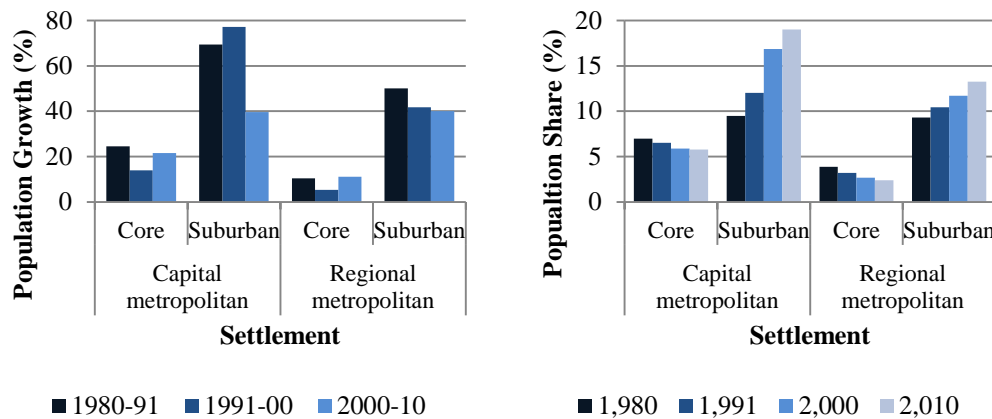 Population Growth (%)
80
60
40
20
0
Core
Suburban
Core
Suburban
Capital
metropolitan
Regional
metropolitan
Settlement
1980-91
1991-00
2000-10
Popualtion Share (%)
20
15
10
5
0
Core
Suburban
Core
Suburban
Capital
metropolitan
Regional
metropolitan
Settlement
1,980
1,991
2,000
2,010